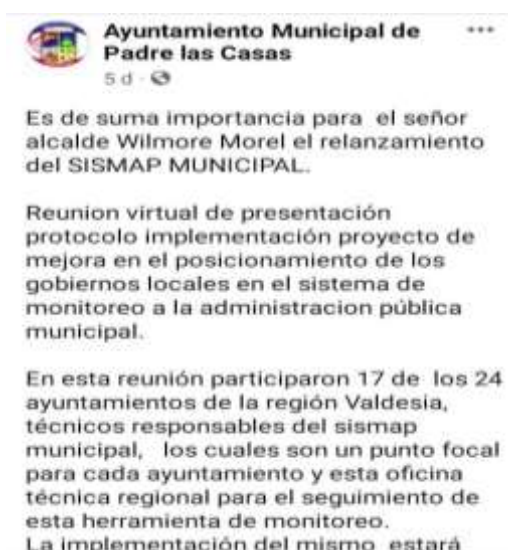 Ayuntamiento Municipal de
Padre las Casas
5 d
Es de suma importancia para el señor
alcalde Wilmore Morel el relanzamiento
del SISMAP MUNICIPAL.
Reunion virtual de presentación
protocolo implementación proyecto de
mejora en el posicionamiento de los
gobiernos locales en el sistema de
monitoreo a la administracion pública
municipal.
En esta reunión participaron 17 de los 24
ayuntamientos de la región Valdesia,
técnicos responsables del sismap
municipal, los cuales son un punto focal
para cada ayuntamiento y esta oficina
técnica regional para el seguimiento de
esta herramienta de monitoreo.
La implementación del mismo estará